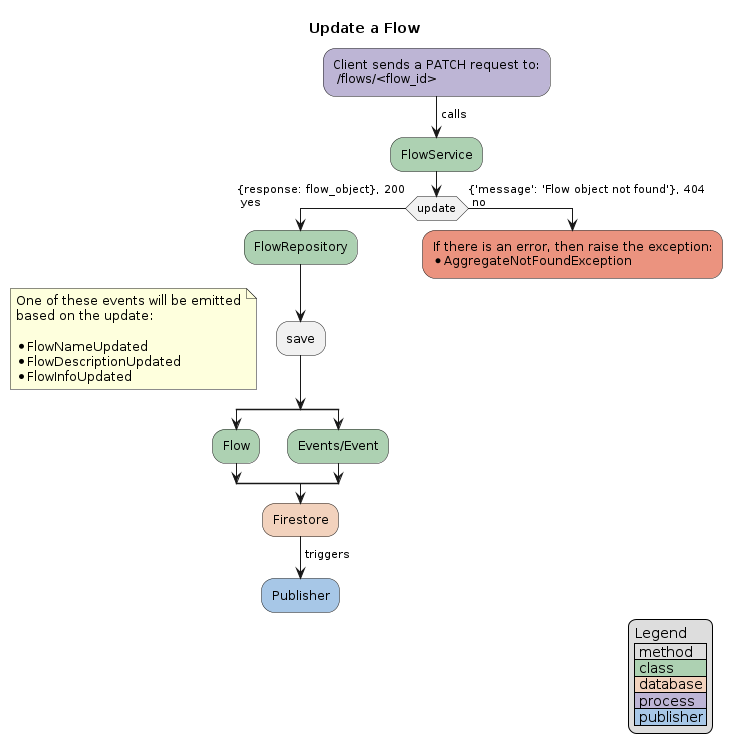 Update a Flow
Client sends a PATCH request to:
/flows/<flow_id>
calls
FlowService
{response: flow_object}, 200
yes
update
{'message': 'Flow object not found'}, 404
no
FlowRepository
If there is an error, then raise the exception:
• AggregateNotFoundException
One of these events will be emitted
based on the update:
• FlowNameUpdated
• FlowDescriptionUpdated
• FlowInfoUpdated
save
Flow
Events/Event
Firestore
triggers
Publisher
Legend
method
class
database
process
publisher